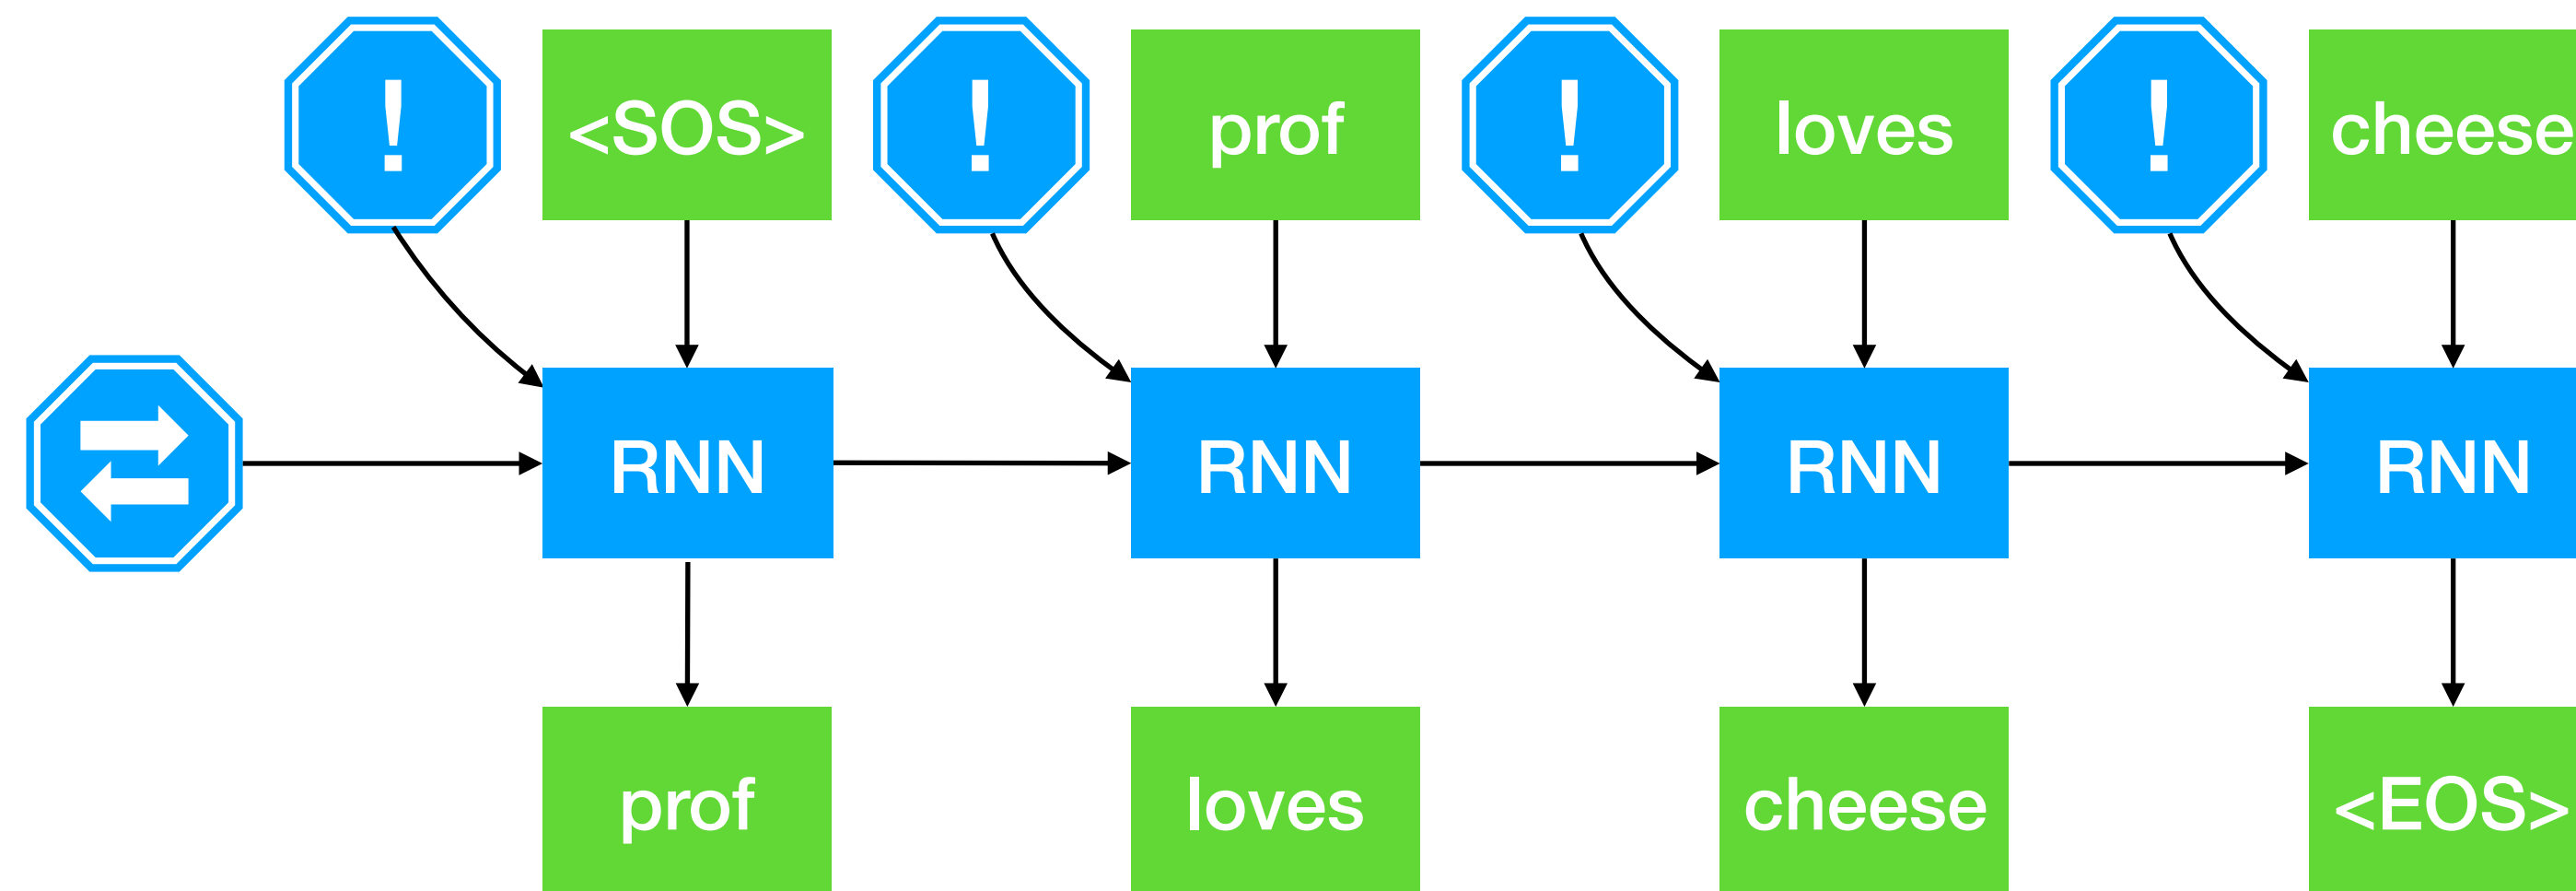 ! <SOS> ! prof ! loves ! cheese
RNN RNN RNN RNN
prof loves cheese <EOS>